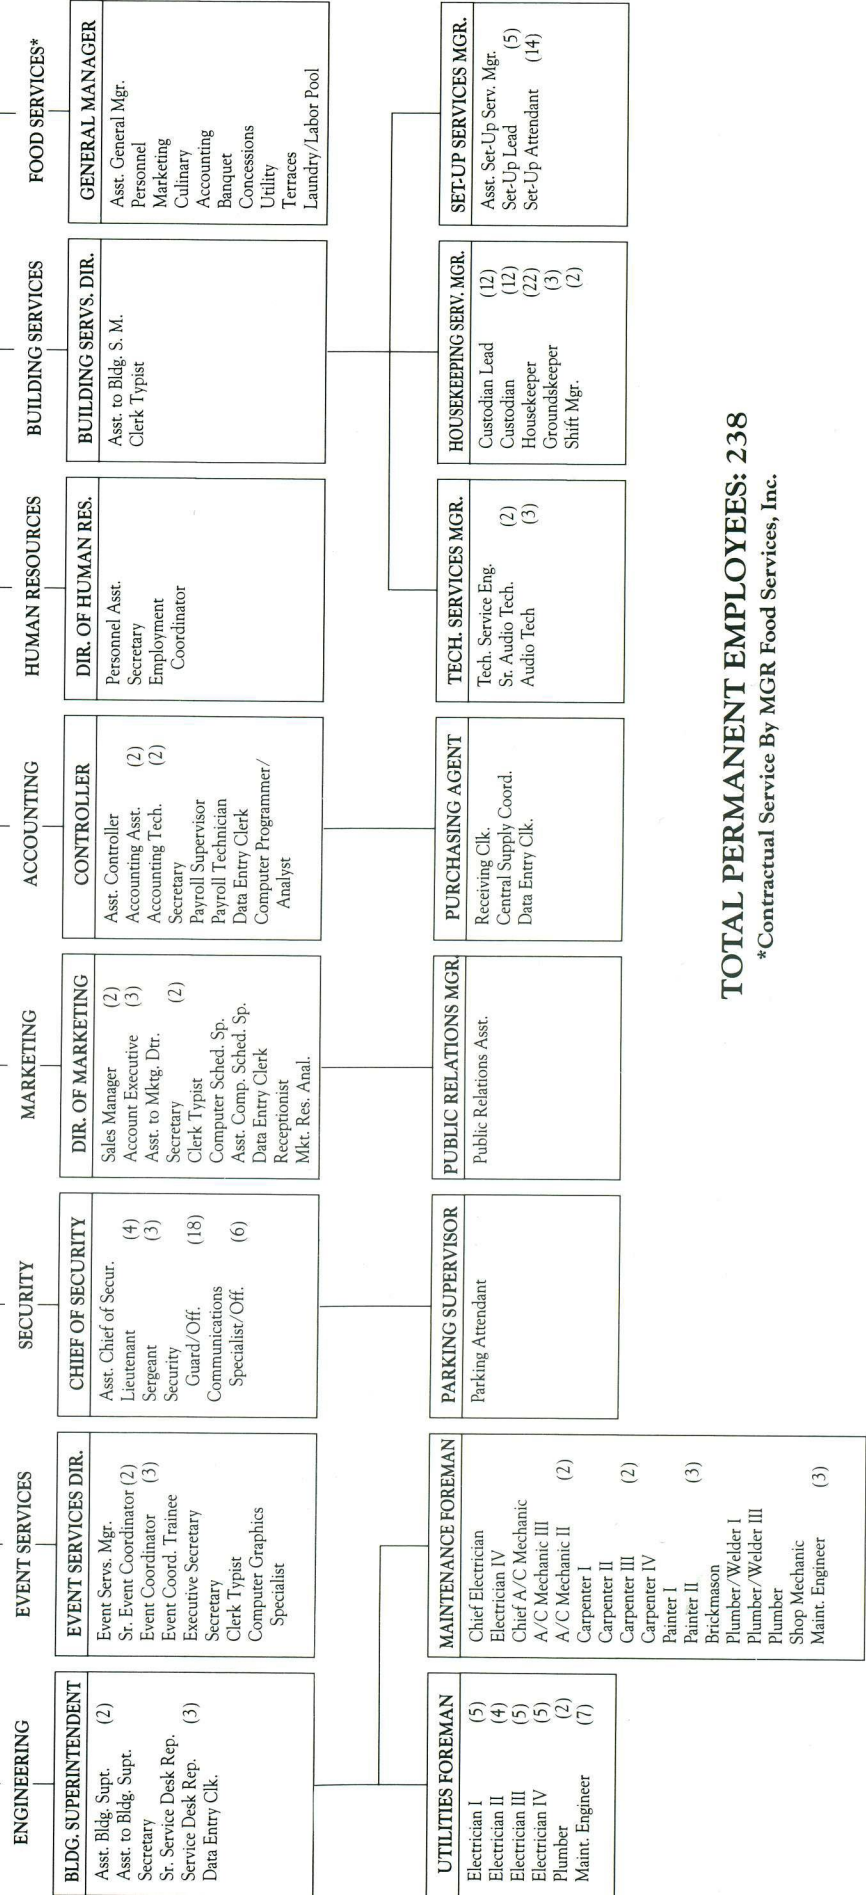 ENGINEERING
BLDG. SUPERINTENDENT
Asst. Bldg. Supt. (2)
Asst. to Bldg. Supt.
Secretary
Sr. Service Desk Rep.
Service Desk Rep. (3)
Data Entry Clk.
EVENT SERVICES
EVENT SERVICES DIR.
Event Servs. Mgr.
Sr. Event Coordinator (2)
Event Coordinator (3)
Event Coord. Trainee
Executive Secretary
Secretary
Clerk Typist
Computer Graphics
Specialist
SECURITY
CHIEF OF SECURITY
Asst. Chief of Secur.
Lieutenant (4)
Sergeant (3)
Security
Guard/Off. (18)
Communications
Specialist/Off. (6)
MARKETING
DIR. OF MARKETING
Sales Manager (2)
Account Executive (3)
Asst. to Mktg. Dtr.
Secretary (2)
Clerk Typist
Computer Sched. Sp.
Asst. Comp. Sched. Sp.
Data Entry Clerk
Receptionist
Mkt. Res. Anal.
ACCOUNTING
CONTROLLER
Asst. Controller
Accounting Asst. (2)
Accounting Tech. (2)
Secretary
Payroll Supervisor
Payroll Technician
Data Entry Clerk
Computer Programmer/
Analyst
HUMAN RESOURCES
DIR. OF HUMAN RES.
Personnel Asst.
Secretary
Employment
Coordinator
BUILDING SERVICES
BUILDING SERVS. DIR.
Asst. to Bldg. S. M.
Clerk Typist
FOOD SERVICES*
GENERAL MANAGER
Asst. General Mgr.
Personnel
Marketing
Culinary
Accounting
Banquet
Concessions
Utility
Terraces
Laundry/Labor Pool
UTILITIES FOREMAN
Electrician I (5)
Electrician II (4)
Electrician III (5)
Electrician IV (5)
Plumber (2)
Maint. Engineer (7)
MAINTENANCE FOREMAN
Chief Electrician
Electrician IV
Chief A/C Mechanic
A/C Mechanic III
A/C Mechanic II (2)
Carpenter I
Carpenter II
Carpenter III (2)
Carpenter IV
Painter I
Painter II (3)
Brickmason
Plumber/Welder I
Plumber/Welder III
Plumber
Shop Mechanic
Maint. Engineer (3)
PARKING SUPERVISOR
Parking Attendant
PUBLIC RELATIONS MGR.
Public Relations Asst.
PURCHASING AGENT
Receiving Clk.
Central Supply Coord.
Data Entry Clk.
TECH. SERVICES MGR.
Tech. Service Eng.
Sr. Audio Tech. (2)
Audio Tech (3)
HOUSEKEEPING SERV. MGR.
Custodian Lead (12)
Custodian (12)
Housekeeper (22)
Groundskeeper (3)
Shift Mgr. (2)
SET-UP SERVICES MGR.
Asst. Set-Up Serv. Mgr.
Set-Up Lead (5)
Set-Up Attendant (14)
TOTAL PERMANENT EMPLOYEES: 238
*Contractual Service By MGR Food Services, Inc.